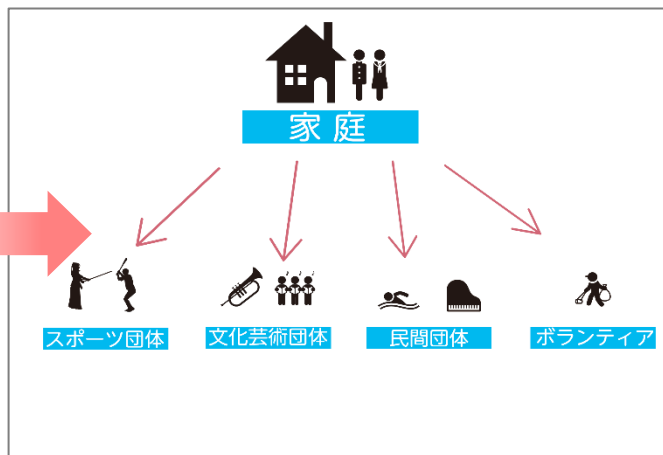 家庭
スポーツ団体
文化芸術団体
民間団体
ボランティア